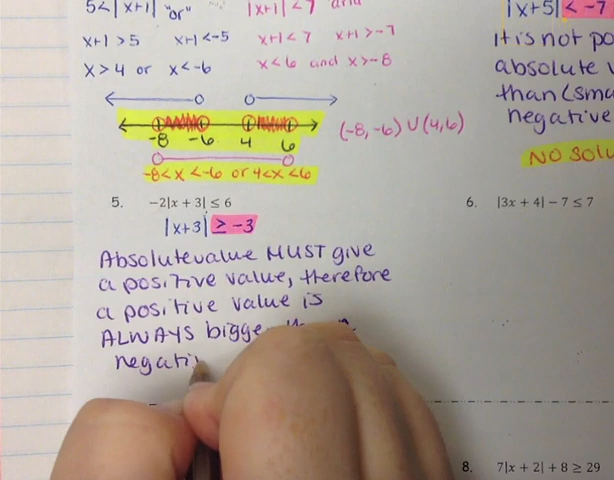 5<|x+1| "or" |x+1|<7 and |x+5| < -7
x+1>5 x+1<-5 x+1<7 x+1>-7 It is not po
x>4 or x<-6 x<6 and x>-8 absolute v
than (sma
negative
-8 -6 4 6 (-8,-6) U (4,6)
NO SOLU
-8<x<-6 or 4<x<6
5. -2|x + 3| ≤ 6 6. |3x + 4| − 7 ≤ 7
|x+3| ≥ -3
Absolute value MUST give
a positive value, therefore
a positive value is
ALWAYS bigge
negati
8. 7|x + 2| + 8 ≥ 29